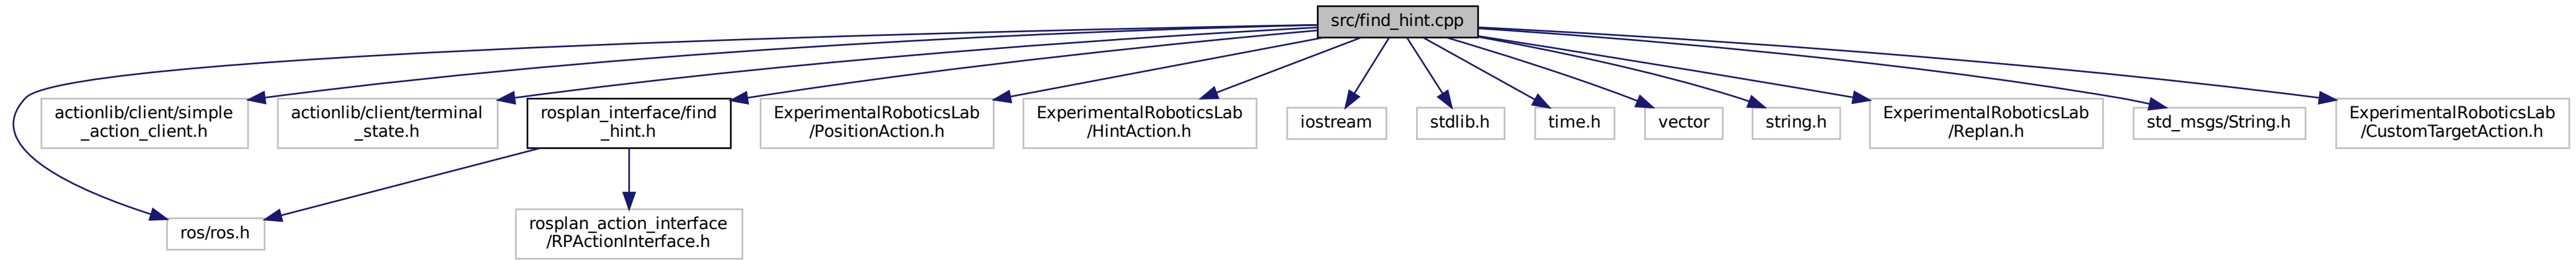 src/find_hint.cpp
actionlib/client/simple
_action_client.h
actionlib/client/terminal
_state.h
rosplan_interface/find
_hint.h
ExperimentalRoboticsLab
/PositionAction.h
ExperimentalRoboticsLab
/HintAction.h
iostream
stdlib.h
time.h
vector
string.h
ExperimentalRoboticsLab
/Replan.h
std_msgs/String.h
ExperimentalRoboticsLab
/CustomTargetAction.h
ros/ros.h
rosplan_action_interface
/RPActionInterface.h